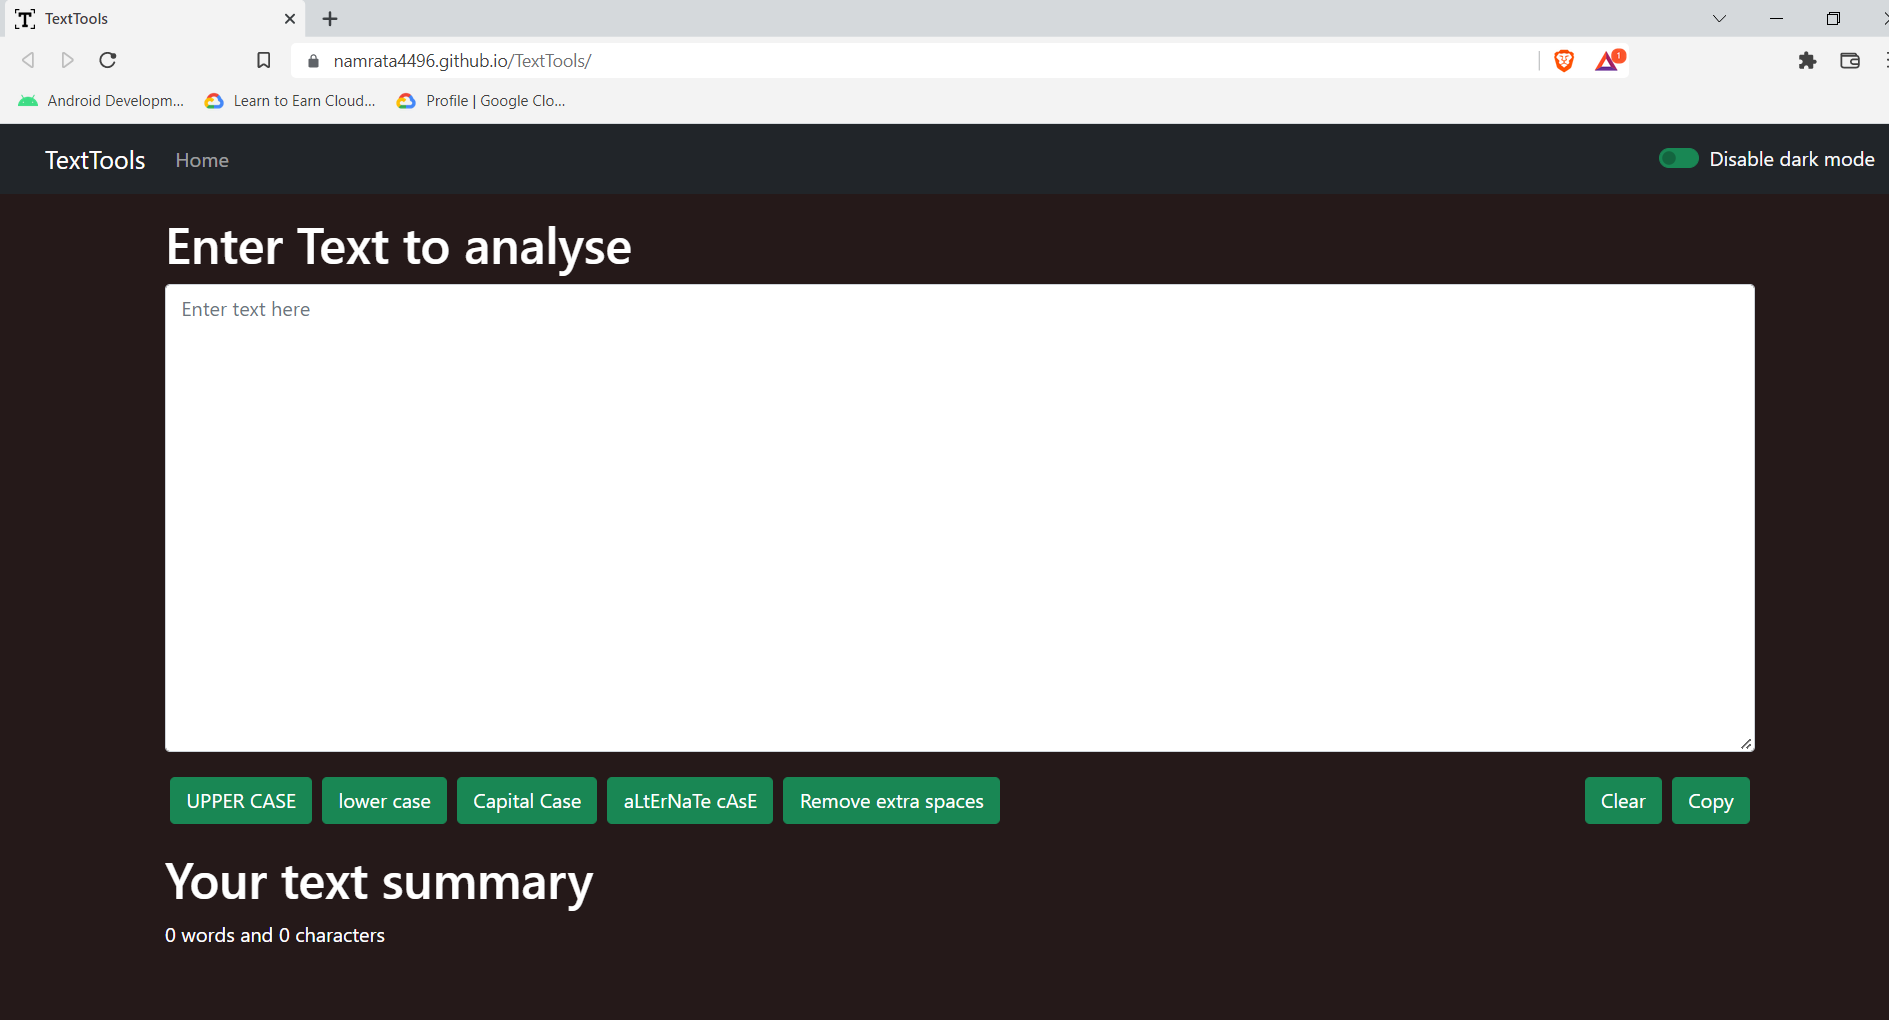 TextTools
namrata4496.github.io/TextTools/
1
Android Developm... Learn to Earn Cloud... Profile | Google Clo...
TextTools Home Disable dark mode
Enter Text to analyse
Enter text here
UPPER CASE lower case Capital Case aLtErNaTe cAsE Remove extra spaces Clear Copy
Your text summary
0 words and 0 characters